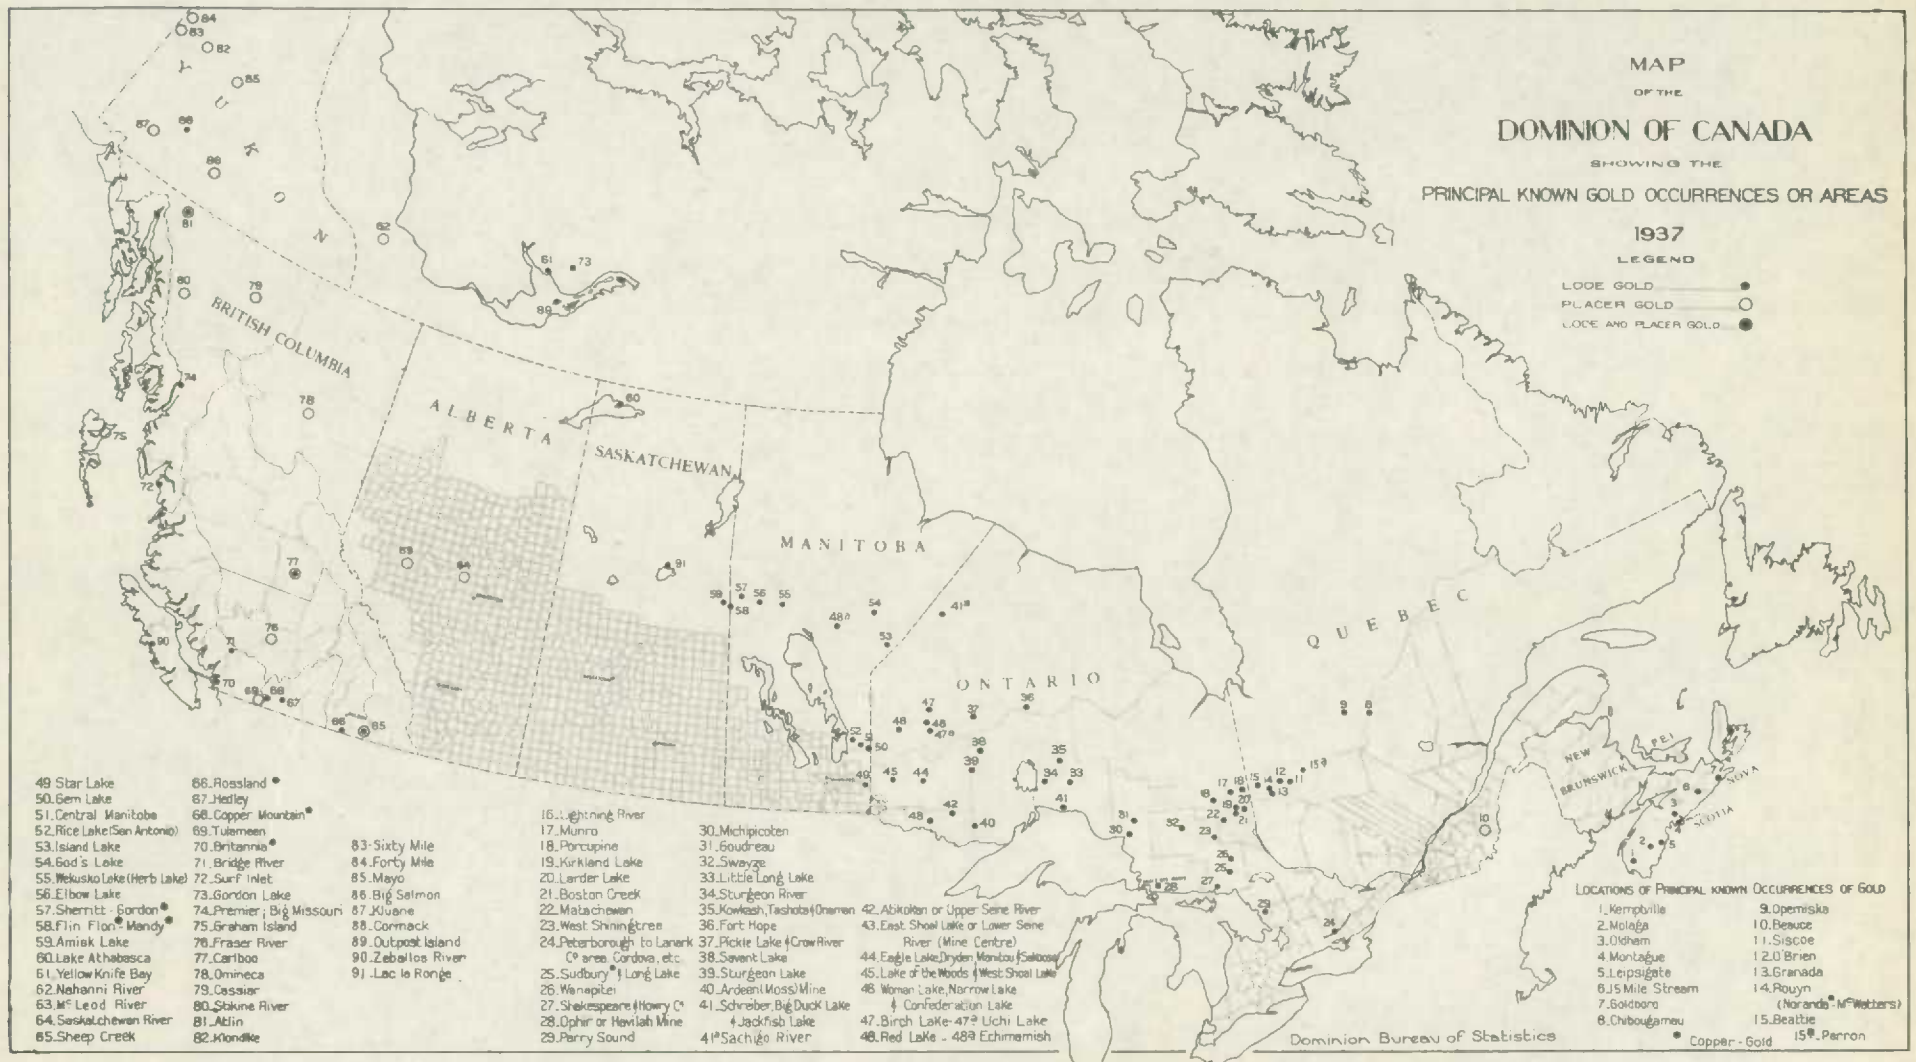 MAP
OF THE
DOMINION OF CANADA
SHOWING THE
PRINCIPAL KNOWN GOLD OCCURRENCES OR AREAS
1937
LEGEND
LODE GOLD
PLACER GOLD
LODE AND PLACER GOLD
YUKON
BRITISH COLUMBIA
ALBERTA
SASKATCHEWAN
MANITOBA
ONTARIO
QUEBEC
NEW
BRUNSWICK
P.E.I.
NOVA
SCOTIA
49 Star Lake
50. Gem Lake
51. Central Manitoba
52. Rice Lake (San Antonio)
53. Island Lake
54. God's Lake
55. Wekusko Lake (Herb Lake)
56. Elbow Lake
57. Sherritt-Gordon*
58. Flin Flon*-Mandy*
59. Amisk Lake
60. Lake Athabasca
61. Yellow Knife Bay
62. Nahanni River
63. McLeod River
64. Saskatchewan River
65. Sheep Creek
66. Rossland*
67. Hedley
68. Copper Mountain*
69. Tulameen
70. Britannia*
71. Bridge River
72. Surf Inlet
73. Gordon Lake
74. Premier; Big Missouri
75. Graham Island
76. Fraser River
77. Cariboo
78. Omineca
79. Cassiar
80. Stikine River
81. Atlin
82. Klondike
83-Sixty Mile
84. Forty Mile
85. Mayo
86. Big Salmon
87. Kluane
88. Cormack
89. Outpost Island
90. Zeballos River
91. Lac la Ronge
16. Lightning River
17. Munro
18. Porcupine
19. Kirkland Lake
20. Larder Lake
21. Boston Creek
22. Matachewan
23. West Shiningtree
24. Peterborough to Lanark
Co area, Cordova, etc.
25. Sudbury* & Long Lake
26. Wanapitei
27. Shakespeare & Howry Ck
28. Ophir or Havilah Mine
29. Parry Sound
30. Michipicoten
31. Goudreau
32. Swayze
33. Little Long Lake
34. Sturgeon River
35. Kowkash, Tashota & Onaman
36. Fort Hope
37. Pickle Lake & Crow River
38. Savant Lake
39. Sturgeon Lake
40. Ardeen (Moss) Mine
41. Schreiber, Big Duck Lake
& Jackfish Lake
41a Sachigo River
42. Atikokan or Upper Seine River
43. East Shoal Lake or Lower Seine
River (Mine Centre)
44. Eagle Lake, Dryden, Manitou &
45. Lake of the Woods & West Shoal Lake
46 Woman Lake, Narrow Lake
& Confederation Lake
47. Birch Lake-47a Uchi Lake
48. Red Lake - 48a Echimamish
LOCATIONS OF PRINCIPAL KNOWN OCCURRENCES OF GOLD
1. Kemptville
2. Molega
3. Oldham
4. Montague
5. Leipsigate
6. 15 Mile Stream
7. Goldboro
8. Chibougamau
9. Opemiska
10. Beauce
11. Siscoe
12. O'Brien
13. Granada
14. Rouyn
(Noranda*-McWatters)
15. Beattie
15a. Perron
* Copper-Gold
Dominion Bureau of Statistics